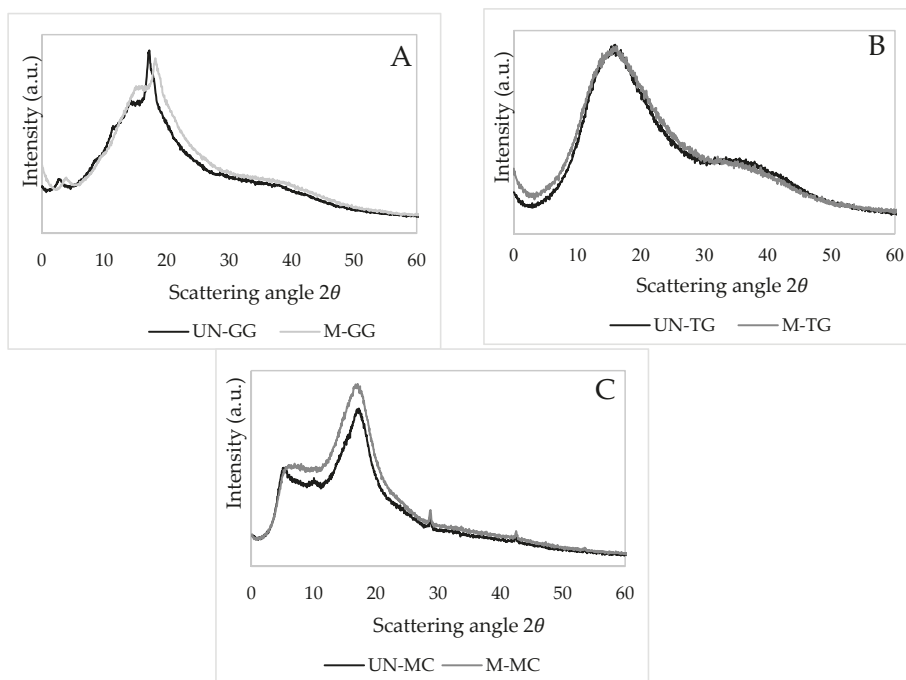 A
Intensity (a.u.)
0 10 20 30 40 50 60
Scattering angle 2θ
UN-GG M-GG
B
Intensity (a.u.)
0 10 20 30 40 50 60
Scattering angle 2θ
UN-TG M-TG
C
Intensity (a.u.)
0 10 20 30 40 50 60
Scattering angle 2θ
UN-MC M-MC